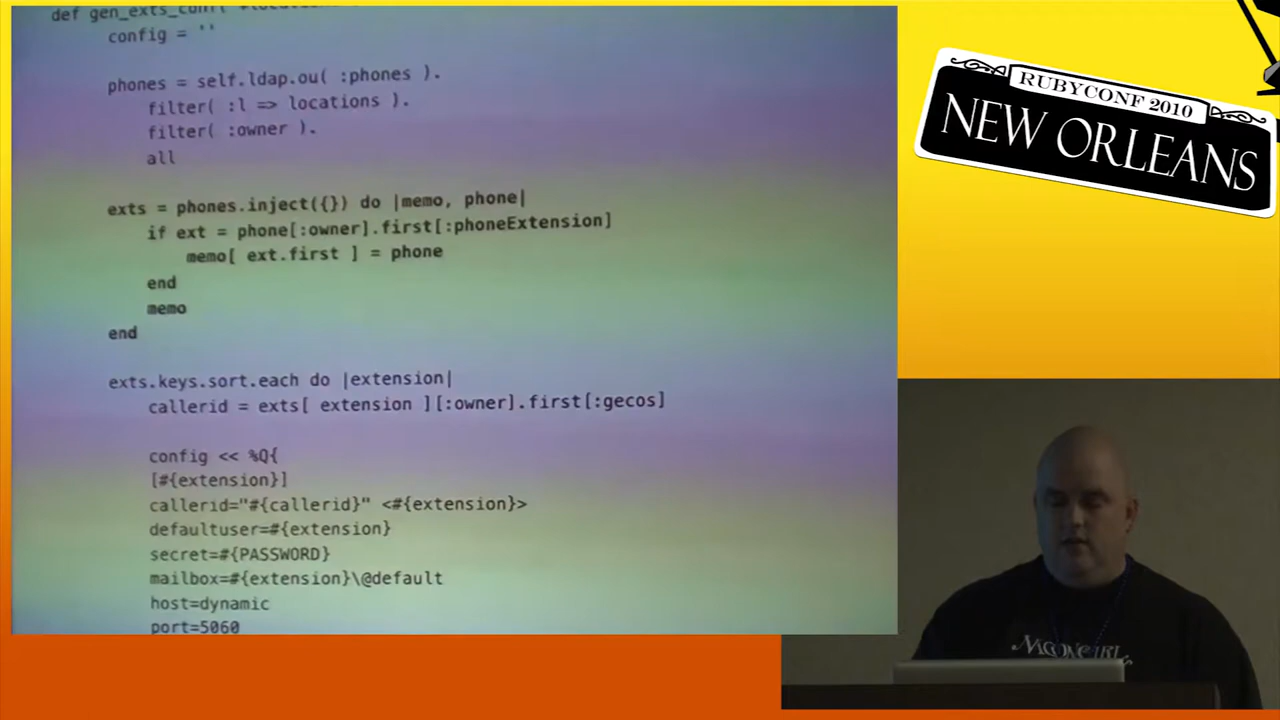 def gen_exts_conf(
config = ''
phones = self.ldap.ou( :phones ).
filter( :l => locations ).
filter( :owner ).
all
exts = phones.inject({}) do |memo, phone|
if ext = phone[:owner].first[:phoneExtension]
memo[ ext.first ] = phone
end
memo
end
exts.keys.sort.each do |extension|
callerid = exts[ extension ][:owner].first[:gecos]
config << %Q{
[#{extension}]
callerid="#{callerid}" <#{extension}>
defaultuser=#{extension}
secret=#{PASSWORD}
mailbox=#{extension}\@default
host=dynamic
port=5060
RUBYCONF 2010
NEW ORLEANS